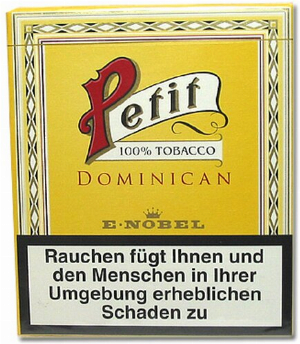 Petit
100% TOBACCO
DOMINICAN
E·NOBEL
Rauchen fügt Ihnen und
den Menschen in Ihrer
Umgebung erheblichen
Schaden zu